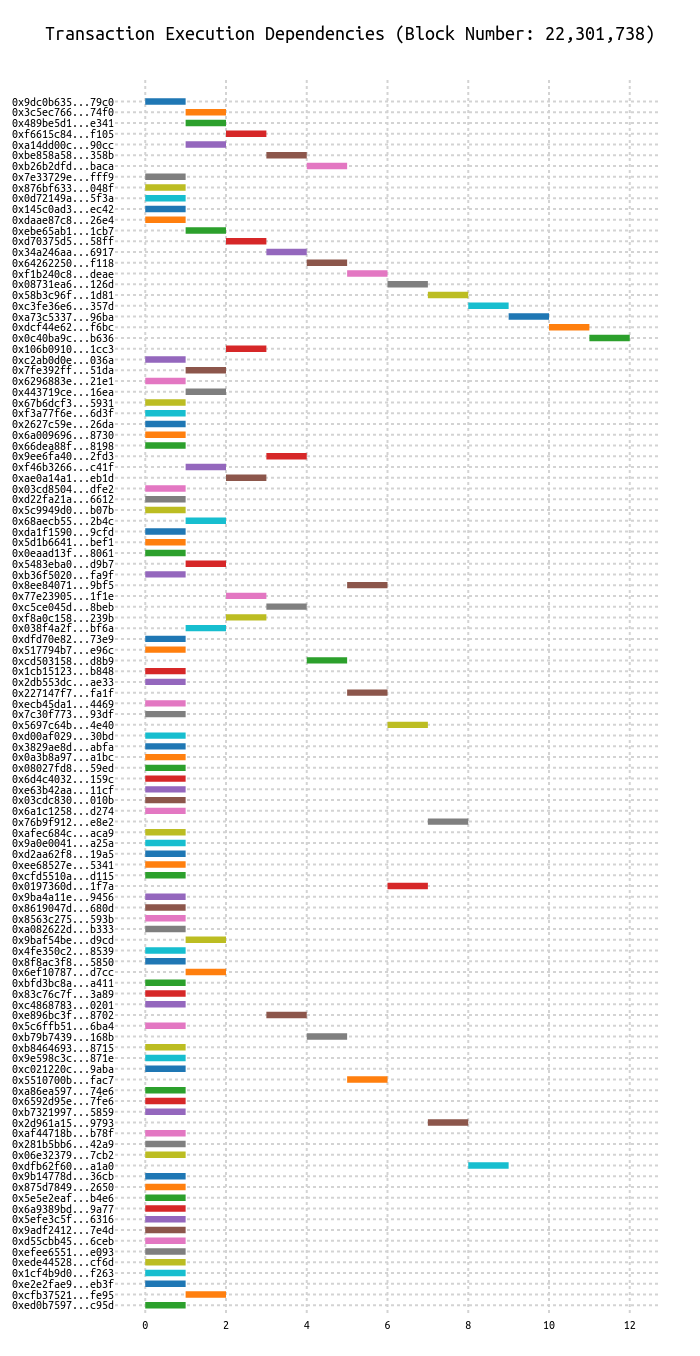 Transaction Execution Dependencies (Block Number: 22,301,738)
0x9dc0b635...79c0
0x3c5ec766...74f0
0x489be5d1...e341
0xf6615c84...f105
0xa14dd00c...90cc
0xbe858a58...358b
0xb26b2dfd...baca
0x7e33729e...fff9
0x876bf633...048f
0x0d72149a...5f3a
0x145c0ad3...ec42
0xdaae87c8...26e4
0xebe65ab1...1cb7
0xd70375d5...58ff
0x34a246aa...6917
0x64262250...f118
0xf1b240c8...deae
0x08731ea6...126d
0x58b3c96f...1d81
0xc3fe36e6...357d
0xa73c5337...96ba
0xdcf44e62...f6bc
0x0c40ba9c...b636
0x106b0910...1cc3
0xc2ab0d0e...036a
0x7fe392ff...51da
0x6296883e...21e1
0x443719ce...16ea
0x67b6dcf3...5931
0xf3a77f6e...6d3f
0x2627c59e...26da
0x6a009696...8730
0x66dea88f...8198
0x9ee6fa40...2fd3
0xf46b3266...c41f
0xae0a14a1...eb1d
0x03cd8504...dfe2
0xd22fa21a...6612
0x5c9949d0...b07b
0x68aecb55...2b4c
0xda1f1590...9cfd
0x5d1b6641...bef1
0x0eaad13f...8061
0x5483eba0...d9b7
0xb36f5020...fa9f
0x8ee84071...9bf5
0x77e23905...1f1e
0xc5ce045d...8beb
0xf8a0c158...239b
0x038f4a2f...bf6a
0xdfd70e82...73e9
0x517794b7...e96c
0xcd503158...d8b9
0x1cb15123...b848
0x2db553dc...ae33
0x227147f7...fa1f
0xecb45da1...4469
0x7c30f773...93df
0x5697c64b...4e40
0xd00af029...30bd
0x3829ae8d...abfa
0x0a3b8a97...a1bc
0x08027fd8...59ed
0x6d4c4032...159c
0xe63b42aa...11cf
0x03cdc830...010b
0x6a1c1258...d274
0x76b9f912...e8e2
0xafec684c...aca9
0x9a0e0041...a25a
0xd2aa62f8...19a5
0xee68527e...5341
0xcfd5510a...d115
0x0197360d...1f7a
0x9ba4a11e...9456
0x8619047d...680d
0x8563c275...593b
0xa082622d...b333
0x9baf54be...d9cd
0x4fe350c2...8539
0x8f8ac3f8...5850
0x6ef10787...d7cc
0xbfd3bc8a...a411
0x83c76c7f...3a89
0xc4868783...0201
0xe896bc3f...8702
0x5c6ffb51...6ba4
0xb79b7439...168b
0xb8464693...8715
0x9e598c3c...871e
0xc021220c...9aba
0x5510700b...fac7
0xa86ea597...74e6
0x6592d95e...7fe6
0xb7321997...5859
0x2d961a15...9793
0xaf44718b...b78f
0x281b5bb6...42a9
0x06e32379...7cb2
0xdfb62f60...a1a0
0x9b14778d...36cb
0x875d7849...2650
0x5e5e2eaf...b4e6
0x6a9389bd...9a77
0x5efe3c5f...6316
0x9adf2412...7e4d
0xd55cbb45...6ceb
0xefee6551...e093
0xede44528...cf6d
0x1cf4b9d0...f263
0xe2e2fae9...eb3f
0xcfb37521...fe95
0xed0b7597...c95d
0 2 4 6 8 10 12